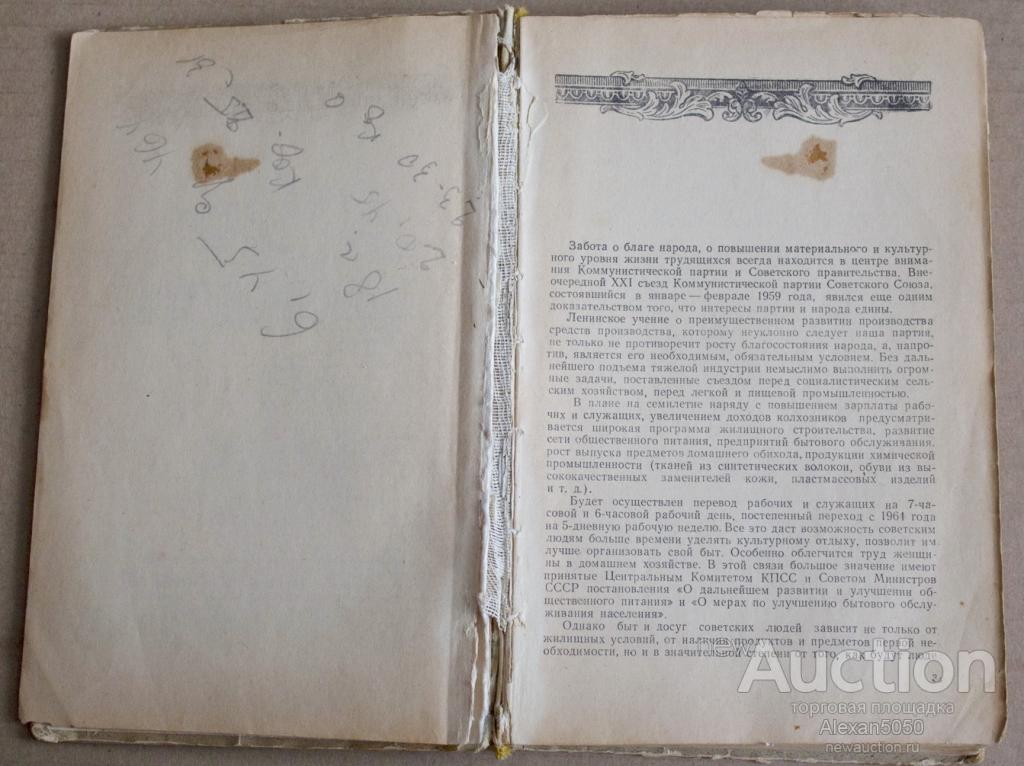 464
18
9,45
20,45
23-30
Забота о благе народа, о повышении материального и культур-
ного уровня жизни трудящихся всегда находится в центре внима-
ния Коммунистической партии и Советского правительства. Вне-
очередной XXI съезд Коммунистической партии Советского Союза,
состоявшийся в январе — феврале 1959 года, явился еще одним
доказательством того, что интересы партии и народа едины.
Ленинское учение о преимущественном развитии производства
средств производства, которому неуклонно следует наша партия,
не только не противоречит росту благосостояния народа, а, напро-
тив, является его необходимым, обязательным условием. Без даль-
нейшего подъема тяжелой индустрии немыслимо выполнить огром-
ные задачи, поставленные съездом перед социалистическим сель-
ским хозяйством, перед легкой и пищевой промышленностью.
В плане на семилетие наряду с повышением зарплаты рабо-
чих и служащих, увеличением доходов колхозников предусматри-
вается широкая программа жилищного строительства, развитие
сети общественного питания, предприятий бытового обслуживания,
рост выпуска предметов домашнего обихода, продукции химической
промышленности (тканей из синтетических волокон, обуви из вы-
сококачественных заменителей кожи, пластмассовых изделий
и т. д.).
Будет осуществлен перевод рабочих и служащих на 7-ча-
совой и 6-часовой рабочий день, постепенный переход с 1964 года
на 5-дневную рабочую неделю. Все это даст возможность советским
людям больше времени уделять культурному отдыху, позволит им
лучше организовать свой быт. Особенно облегчится труд женщи-
ны в домашнем хозяйстве. В этой связи большое значение имеют
принятые Центральным Комитетом КПСС и Советом Министров
СССР постановления «О дальнейшем развитии и улучшении об-
щественного питания» и «О мерах по улучшению бытового обслу-
живания населения».
Однако быт и досуг советских людей зависит не только от
жилищных условий, от наличия продуктов и предметов первой не-
обходимости, но и в значительной степени от того, как будут люди
3
Auction
торговая площадка
Alexan5050
newauction.ru